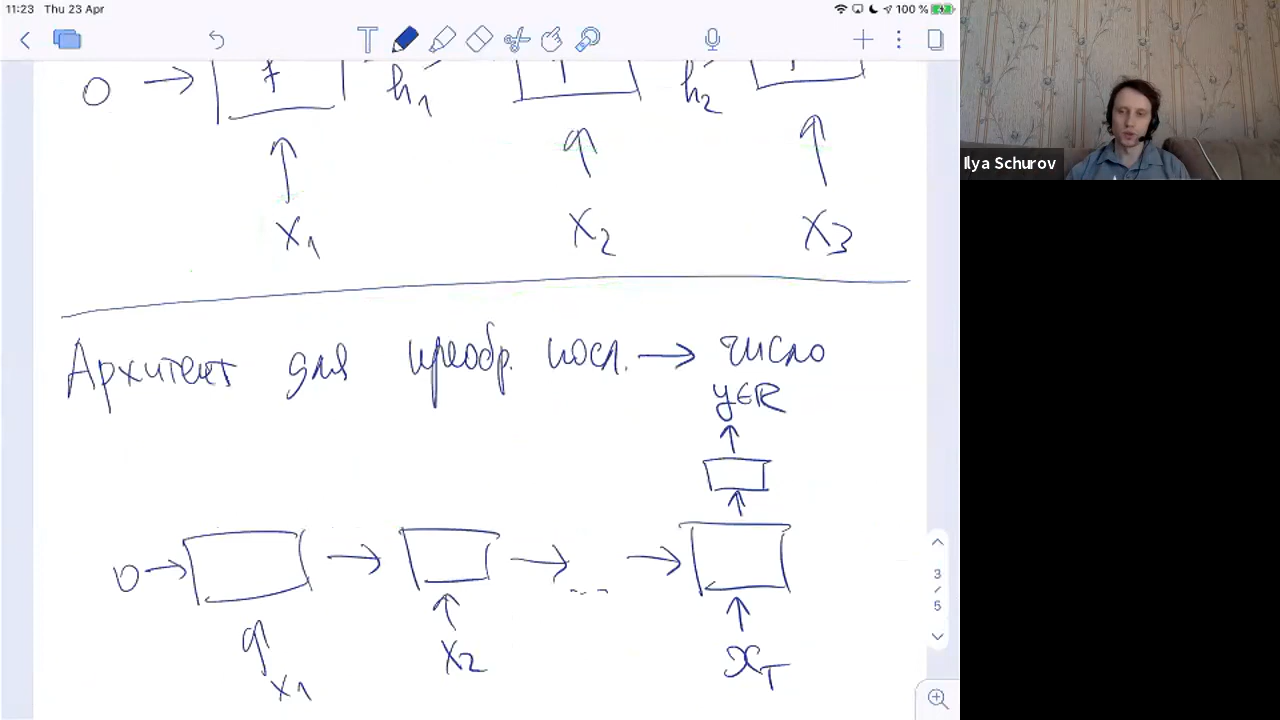 11:23 Thu 23 Apr 100 %
Ilya Schurov
0 → f h₁ h₂
x₁ x₂ x₃
Архитект для преобр. посл. → число
y∈ℝ
0 → → → ... →
x₁ x₂ x_T
3
/
5